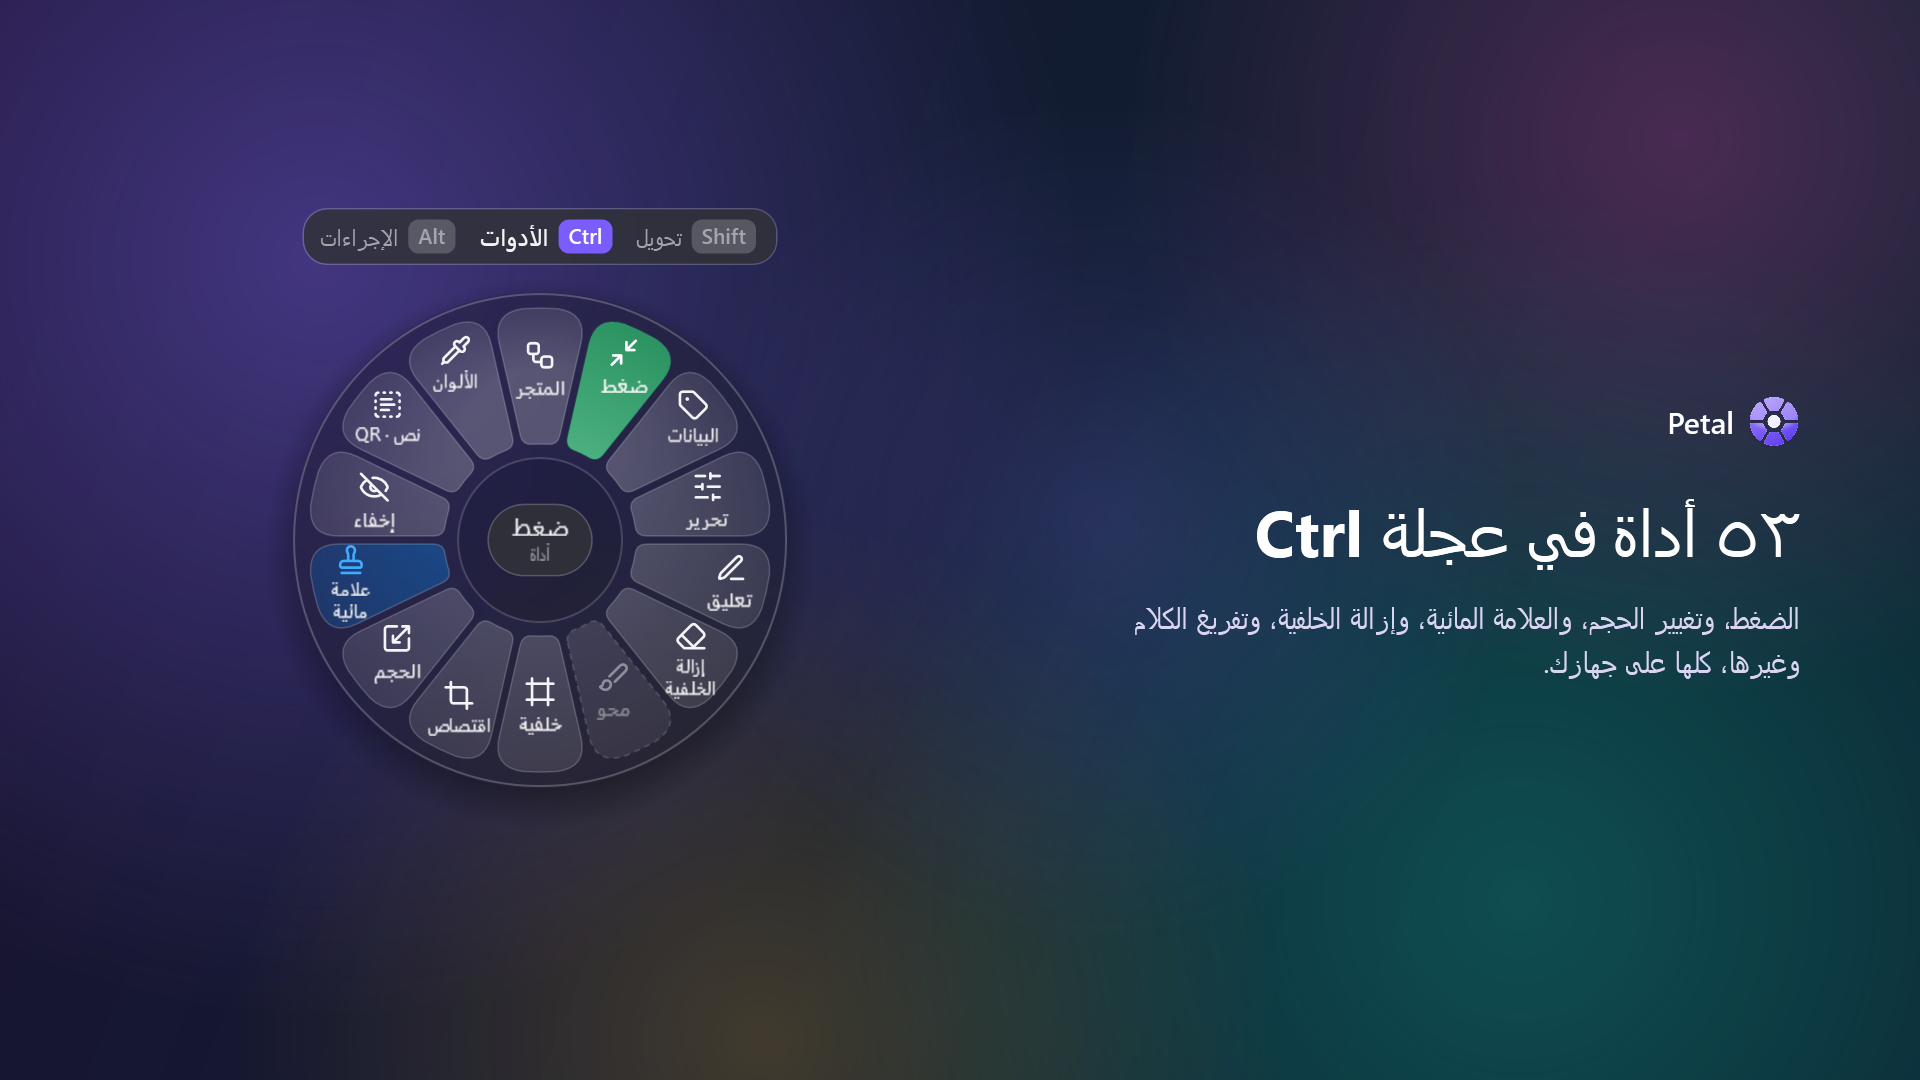 Shift تحويل Ctrl الأدوات Alt الإجراءات
المتجر
ضغط
البيانات
تحرير
تعليق
إزالة
الخلفية
محو
خلفية
اقتصاص
الحجم
علامة
مائية
إخفاء
نص · QR
الألوان
ضغط
أداة
Petal
٥٣ أداة في عجلة Ctrl
الضغط، وتغيير الحجم، والعلامة المائية، وإزالة الخلفية، وتفريغ الكلام
وغيرها، كلها على جهازك.